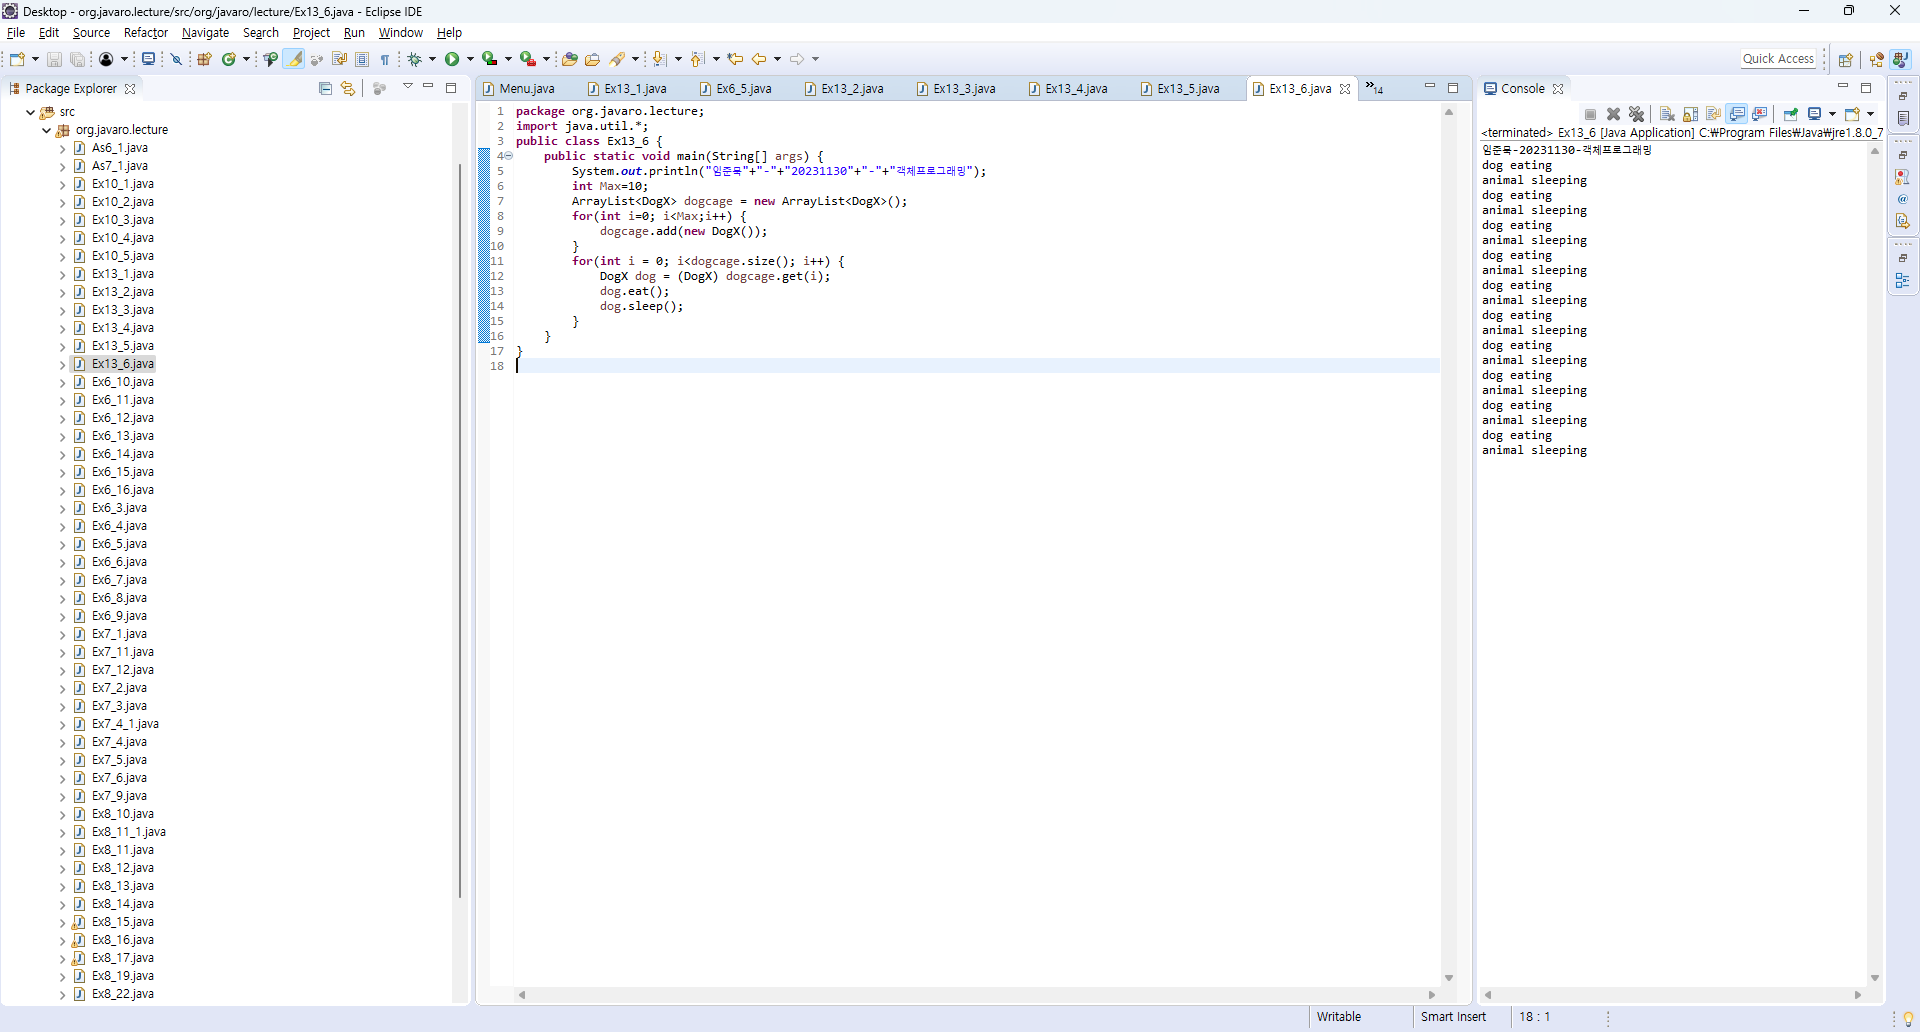 Desktop - org.javaro.lecture/src/org/javaro/lecture/Ex13_6.java - Eclipse IDE
File Edit Source Refactor Navigate Search Project Run Window Help
Quick Access
Package Explorer
src
org.javaro.lecture
As6_1.java
As7_1.java
Ex10_1.java
Ex10_2.java
Ex10_3.java
Ex10_4.java
Ex10_5.java
Ex13_1.java
Ex13_2.java
Ex13_3.java
Ex13_4.java
Ex13_5.java
Ex13_6.java
Ex6_10.java
Ex6_11.java
Ex6_12.java
Ex6_13.java
Ex6_14.java
Ex6_15.java
Ex6_16.java
Ex6_3.java
Ex6_4.java
Ex6_5.java
Ex6_6.java
Ex6_7.java
Ex6_8.java
Ex6_9.java
Ex7_1.java
Ex7_11.java
Ex7_12.java
Ex7_2.java
Ex7_3.java
Ex7_4_1.java
Ex7_4.java
Ex7_5.java
Ex7_6.java
Ex7_9.java
Ex8_10.java
Ex8_11_1.java
Ex8_11.java
Ex8_12.java
Ex8_13.java
Ex8_14.java
Ex8_15.java
Ex8_16.java
Ex8_17.java
Ex8_19.java
Ex8_22.java
Menu.java Ex13_1.java Ex6_5.java Ex13_2.java Ex13_3.java Ex13_4.java Ex13_5.java Ex13_6.java »14
1 package org.javaro.lecture;
2 import java.util.*;
3 public class Ex13_6 {
4 public static void main(String[] args) {
5 System.out.println("임준목"+"-"+"20231130"+"-"+"객체프로그래밍");
6 int Max=10;
7 ArrayList<DogX> dogcage = new ArrayList<DogX>();
8 for(int i=0; i<Max;i++) {
9 dogcage.add(new DogX());
10 }
11 for(int i = 0; i<dogcage.size(); i++) {
12 DogX dog = (DogX) dogcage.get(i);
13 dog.eat();
14 dog.sleep();
15 }
16 }
17 }
18
Console
<terminated> Ex13_6 [Java Application] C:₩Program Files₩Java₩jre1.8.0_7
임준목-20231130-객체프로그래밍
dog eating
animal sleeping
dog eating
animal sleeping
dog eating
animal sleeping
dog eating
animal sleeping
dog eating
animal sleeping
dog eating
animal sleeping
dog eating
animal sleeping
dog eating
animal sleeping
dog eating
animal sleeping
dog eating
animal sleeping
Writable Smart Insert 18 : 1